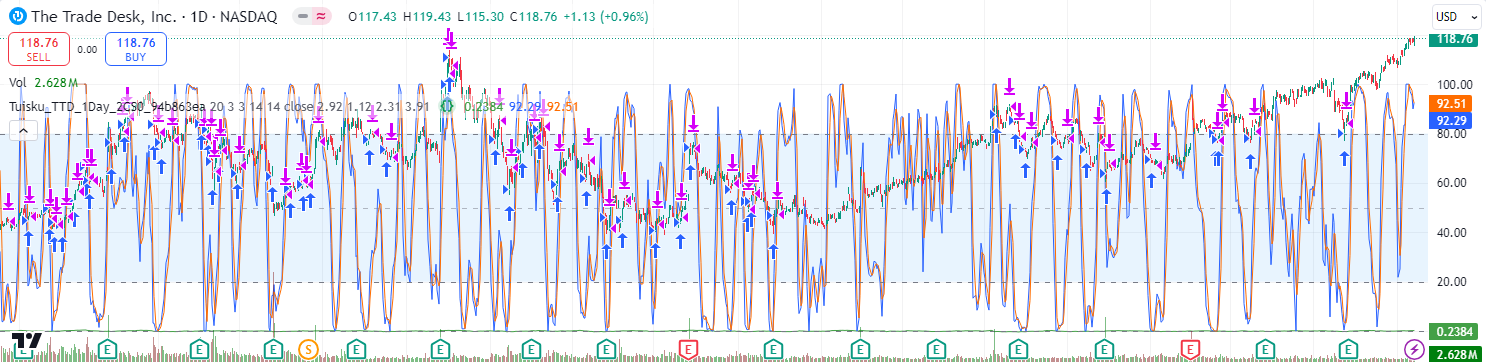 The Trade Desk, Inc. · 1D · NASDAQ O117.43 H119.43 L115.30 C118.76 +1.13 (+0.96%)
USD
118.76 SELL 0.00 118.76 BUY
118.76
Vol 2.628M
100.00
Tuisku_TTD_1Day_2CS0_94b863ea 20 3 3 14 14 close 2.92 1.12 2.31 3.91 0.2384 92.29 92.51
92.51
92.29
80.00
60.00
40.00
20.00
0.2384
E E E E S E E E E E E E E E E E E E
2.628M